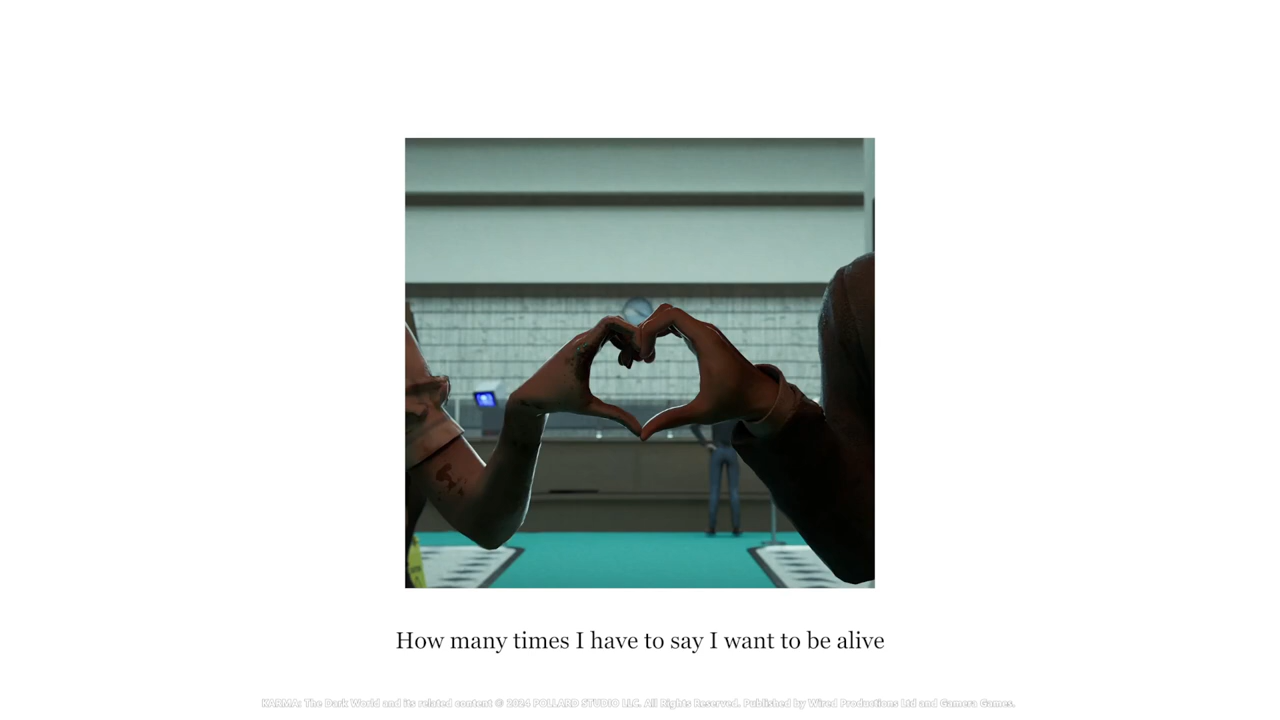 How many times I have to say I want to be alive
KARMA: The Dark World and its related content © 2024 POLLARD STUDIO LLC. All Rights Reserved. Published by Wired Productions Ltd and Gamera Games.